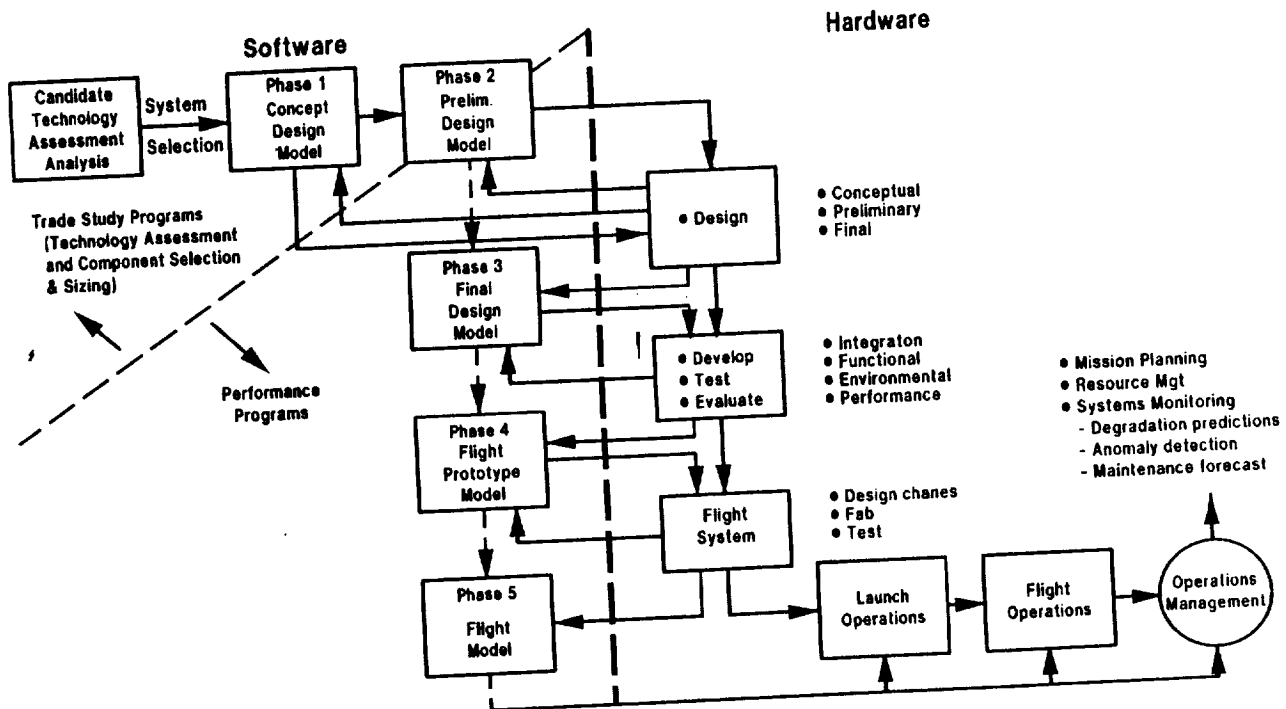 Software
Hardware
Candidate
Technology
Assessment
Analysis
System
Selection
Phase 1
Concept
Design
Model
Phase 2
Prelim.
Design
Model
Trade Study Programs
(Technology Assessment
and Component Selection
& Sizing)
Performance
Programs
• Design
• Conceptual
• Preliminary
• Final
Phase 3
Final
Design
Model
• Develop
• Test
• Evaluate
• Integraton
• Functional
• Environmental
• Performance
• Mission Planning
• Resource Mgt
• Systems Monitoring
- Degradation predictions
- Anomaly detection
- Maintenance forecast
Phase 4
Flight
Prototype
Model
Flight
System
• Design chanes
• Fab
• Test
Phase 5
Flight
Model
Launch
Operations
Flight
Operations
Operations
Management